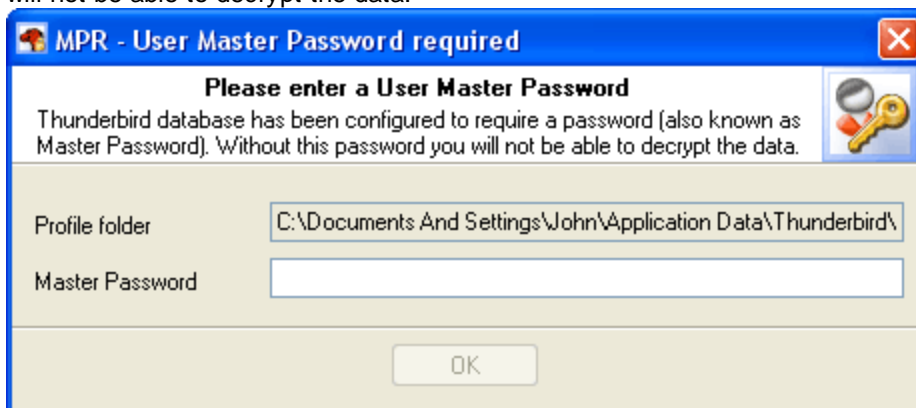 will not be able to decrypt the data.
MPR - User Master Password required
Please enter a User Master Password
Thunderbird database has been configured to require a password (also known as
Master Password). Without this password you will not be able to decrypt the data.
Profile folder
C:\Documents And Settings\John\Application Data\Thunderbird\
Master Password
OK